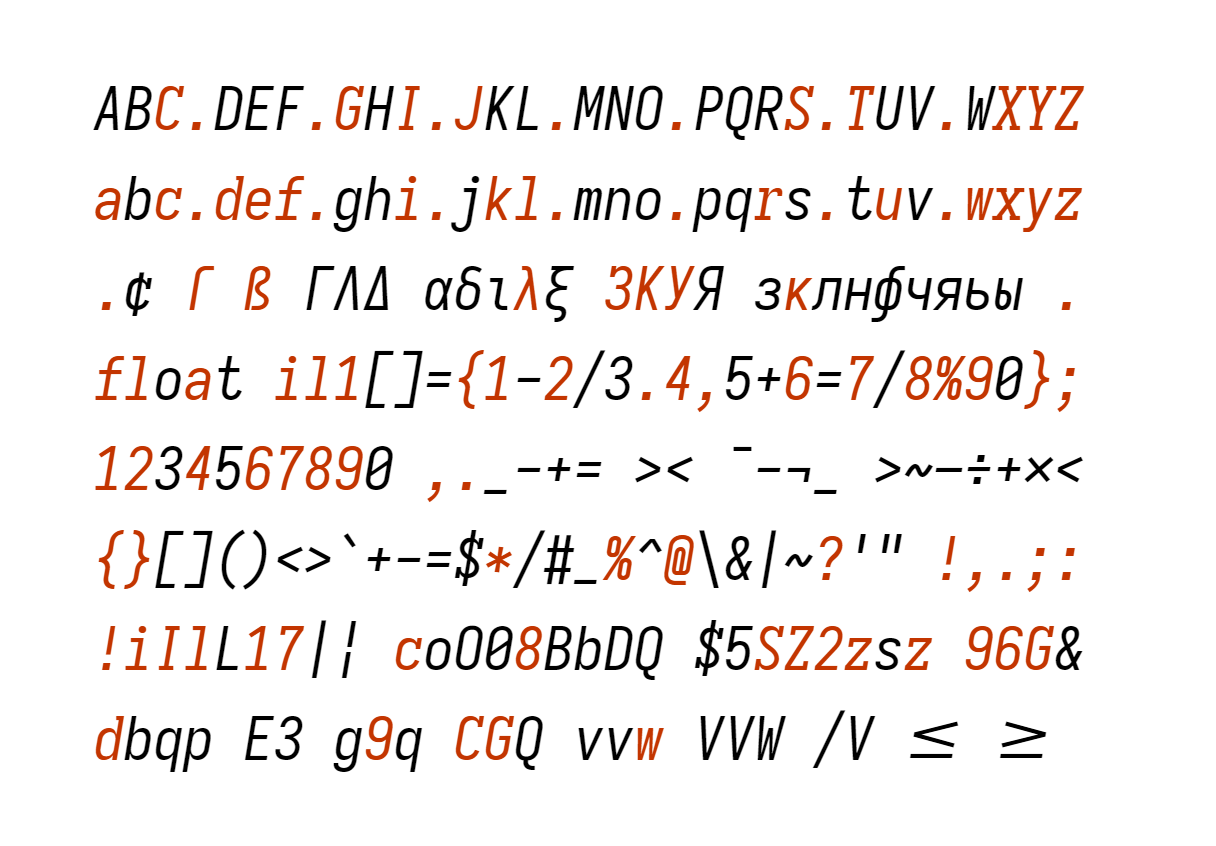 ABC.DEF.GHI.JKL.MNO.PQRS.TUV.WXYZ
abc.def.ghi.jkl.mno.pqrs.tuv.wxyz
.¢ ſ ß ΓΛΔ αδιλξ ЗКУЯ зклнфчяьы .
float il1[]={1-2/3.4,5+6=7/8%90};
1234567890 ,._-+= >< ¯-¬_ >~–÷+×<
{}[]()<>`+-=$*/#_%^@\&|~?'" !,.;:
!iIlL17|¦ coO08BbDQ $5SZ2zsz 96G&
dbqp E3 g9q CGQ vvw VVW /V ≤ ≥